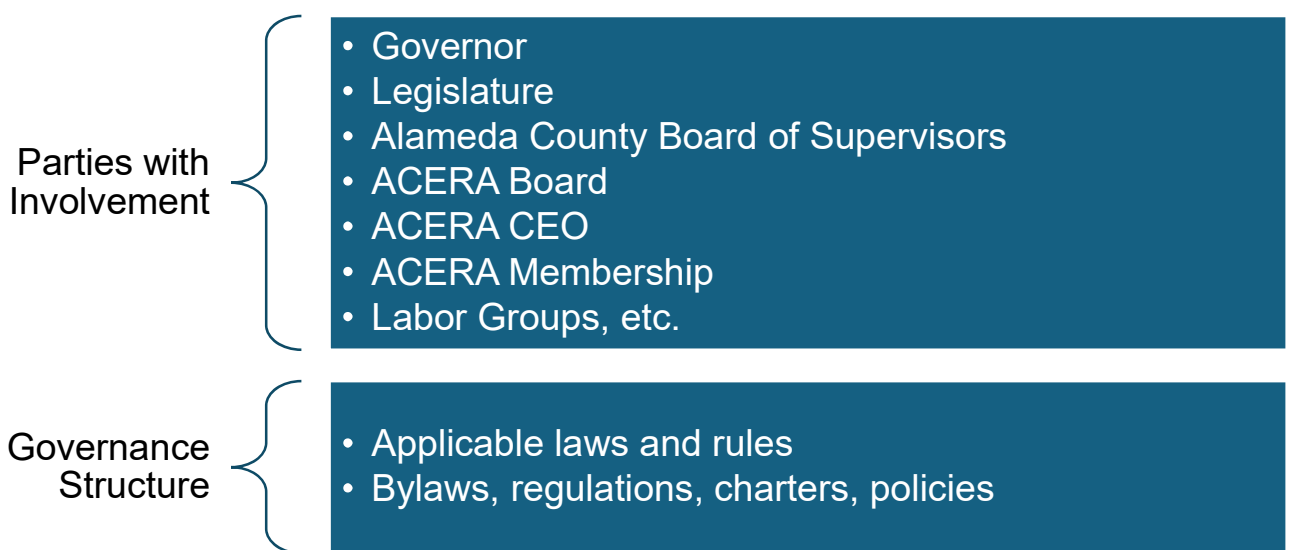 Parties with
Involvement
• Governor
• Legislature
• Alameda County Board of Supervisors
• ACERA Board
• ACERA CEO
• ACERA Membership
• Labor Groups, etc.
Governance
Structure
• Applicable laws and rules
• Bylaws, regulations, charters, policies